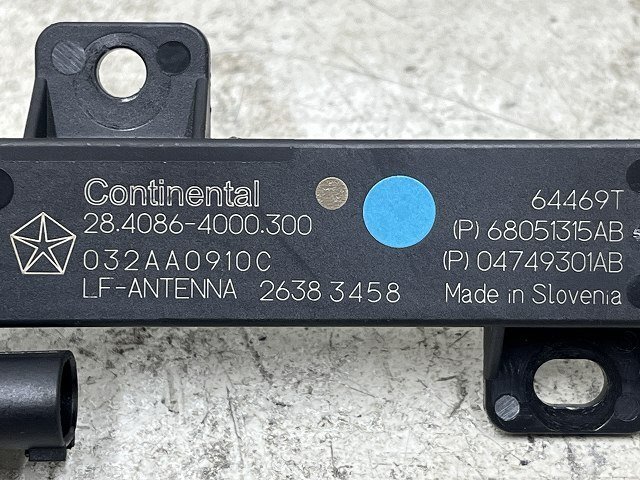 Continental
28.4086-4000.300
032AA0910C
LF-ANTENNA 2638 3458
64469T
(P) 68051315AB
(P) 04749301AB
Made in Slovenia